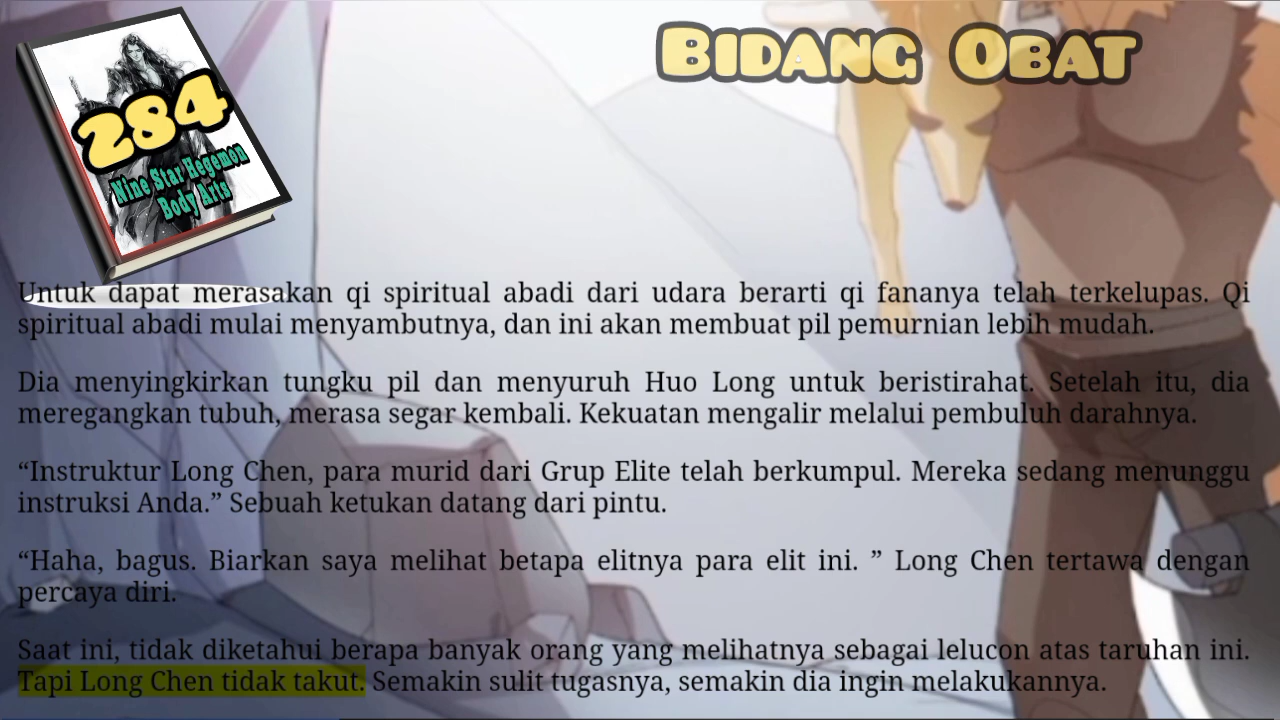 Bidang Obat
284
Nine Star Hegemon
Body Arts
Untuk dapat merasakan qi spiritual abadi dari udara berarti qi fananya telah terkelupas. Qi
spiritual abadi mulai menyambutnya, dan ini akan membuat pil pemurnian lebih mudah.
Dia menyingkirkan tungku pil dan menyuruh Huo Long untuk beristirahat. Setelah itu, dia
meregangkan tubuh, merasa segar kembali. Kekuatan mengalir melalui pembuluh darahnya.
“Instruktur Long Chen, para murid dari Grup Elite telah berkumpul. Mereka sedang menunggu
instruksi Anda.” Sebuah ketukan datang dari pintu.
“Haha, bagus. Biarkan saya melihat betapa elitnya para elit ini. ” Long Chen tertawa dengan
percaya diri.
Saat ini, tidak diketahui berapa banyak orang yang melihatnya sebagai lelucon atas taruhan ini.
Tapi Long Chen tidak takut. Semakin sulit tugasnya, semakin dia ingin melakukannya.